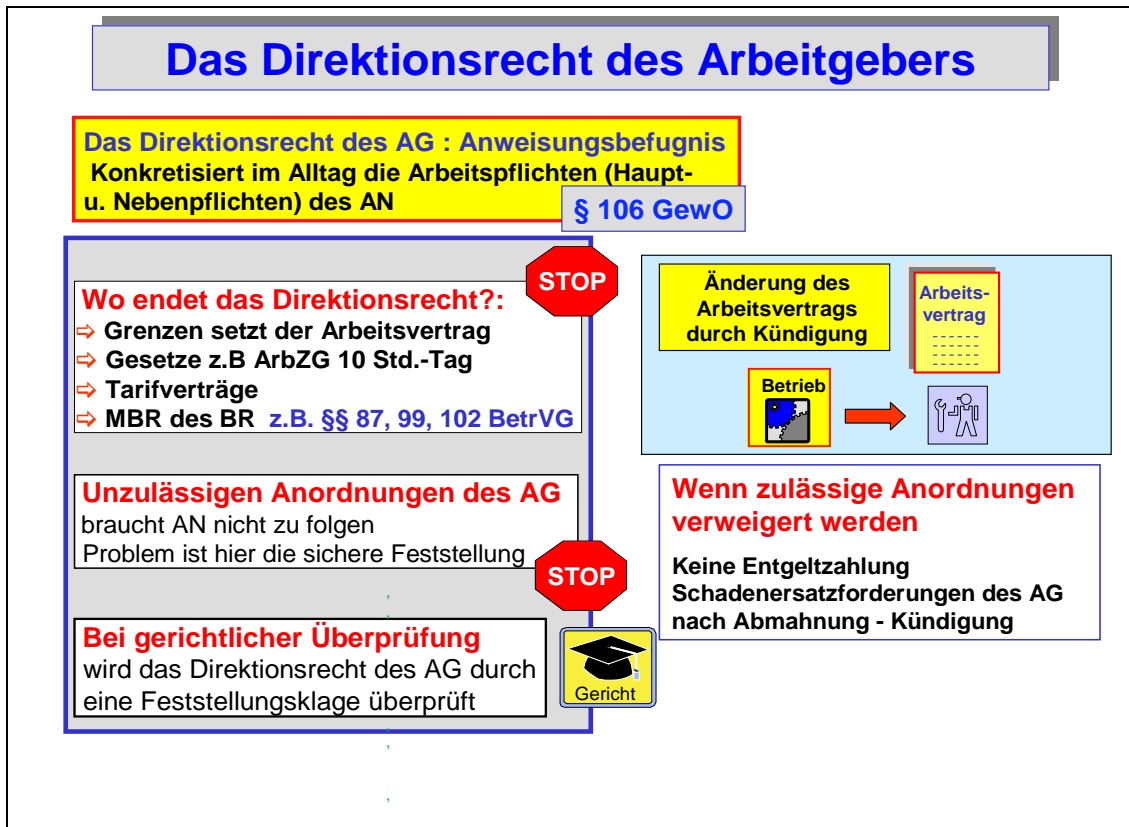 Das Direktionsrecht des Arbeitgebers
Das Direktionsrecht des AG : Anweisungsbefugnis
Konkretisiert im Alltag die Arbeitspflichten (Haupt-
u. Nebenpflichten) des AN
§ 106 GewO
STOP
Wo endet das Direktionsrecht?:
⇨ Grenzen setzt der Arbeitsvertrag
⇨ Gesetze z.B ArbZG 10 Std.-Tag
⇨ Tarifverträge
⇨ MBR des BR z.B. §§ 87, 99, 102 BetrVG
Unzulässigen Anordnungen des AG
braucht AN nicht zu folgen
Problem ist hier die sichere Feststellung
STOP
Bei gerichtlicher Überprüfung
wird das Direktionsrecht des AG durch
eine Feststellungsklage überprüft
Gericht
Änderung des
Arbeitsvertrags
durch Kündigung
Arbeits-
vertrag
Betrieb
Wenn zulässige Anordnungen
verweigert werden
Keine Entgeltzahlung
Schadenersatzforderungen des AG
nach Abmahnung - Kündigung